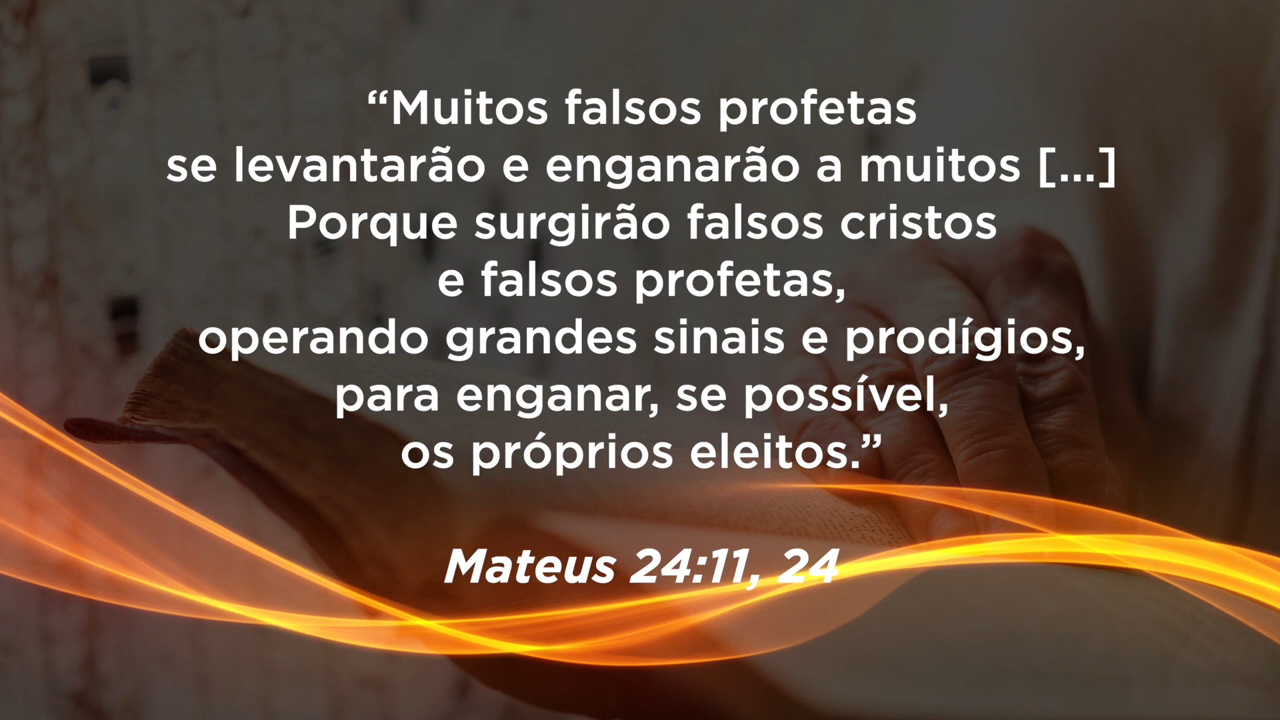 “Muitos falsos profetas
se levantarão e enganarão a muitos [...]
Porque surgirão falsos cristos
e falsos profetas,
operando grandes sinais e prodígios,
para enganar, se possível,
os próprios eleitos.”
Mateus 24:11, 24